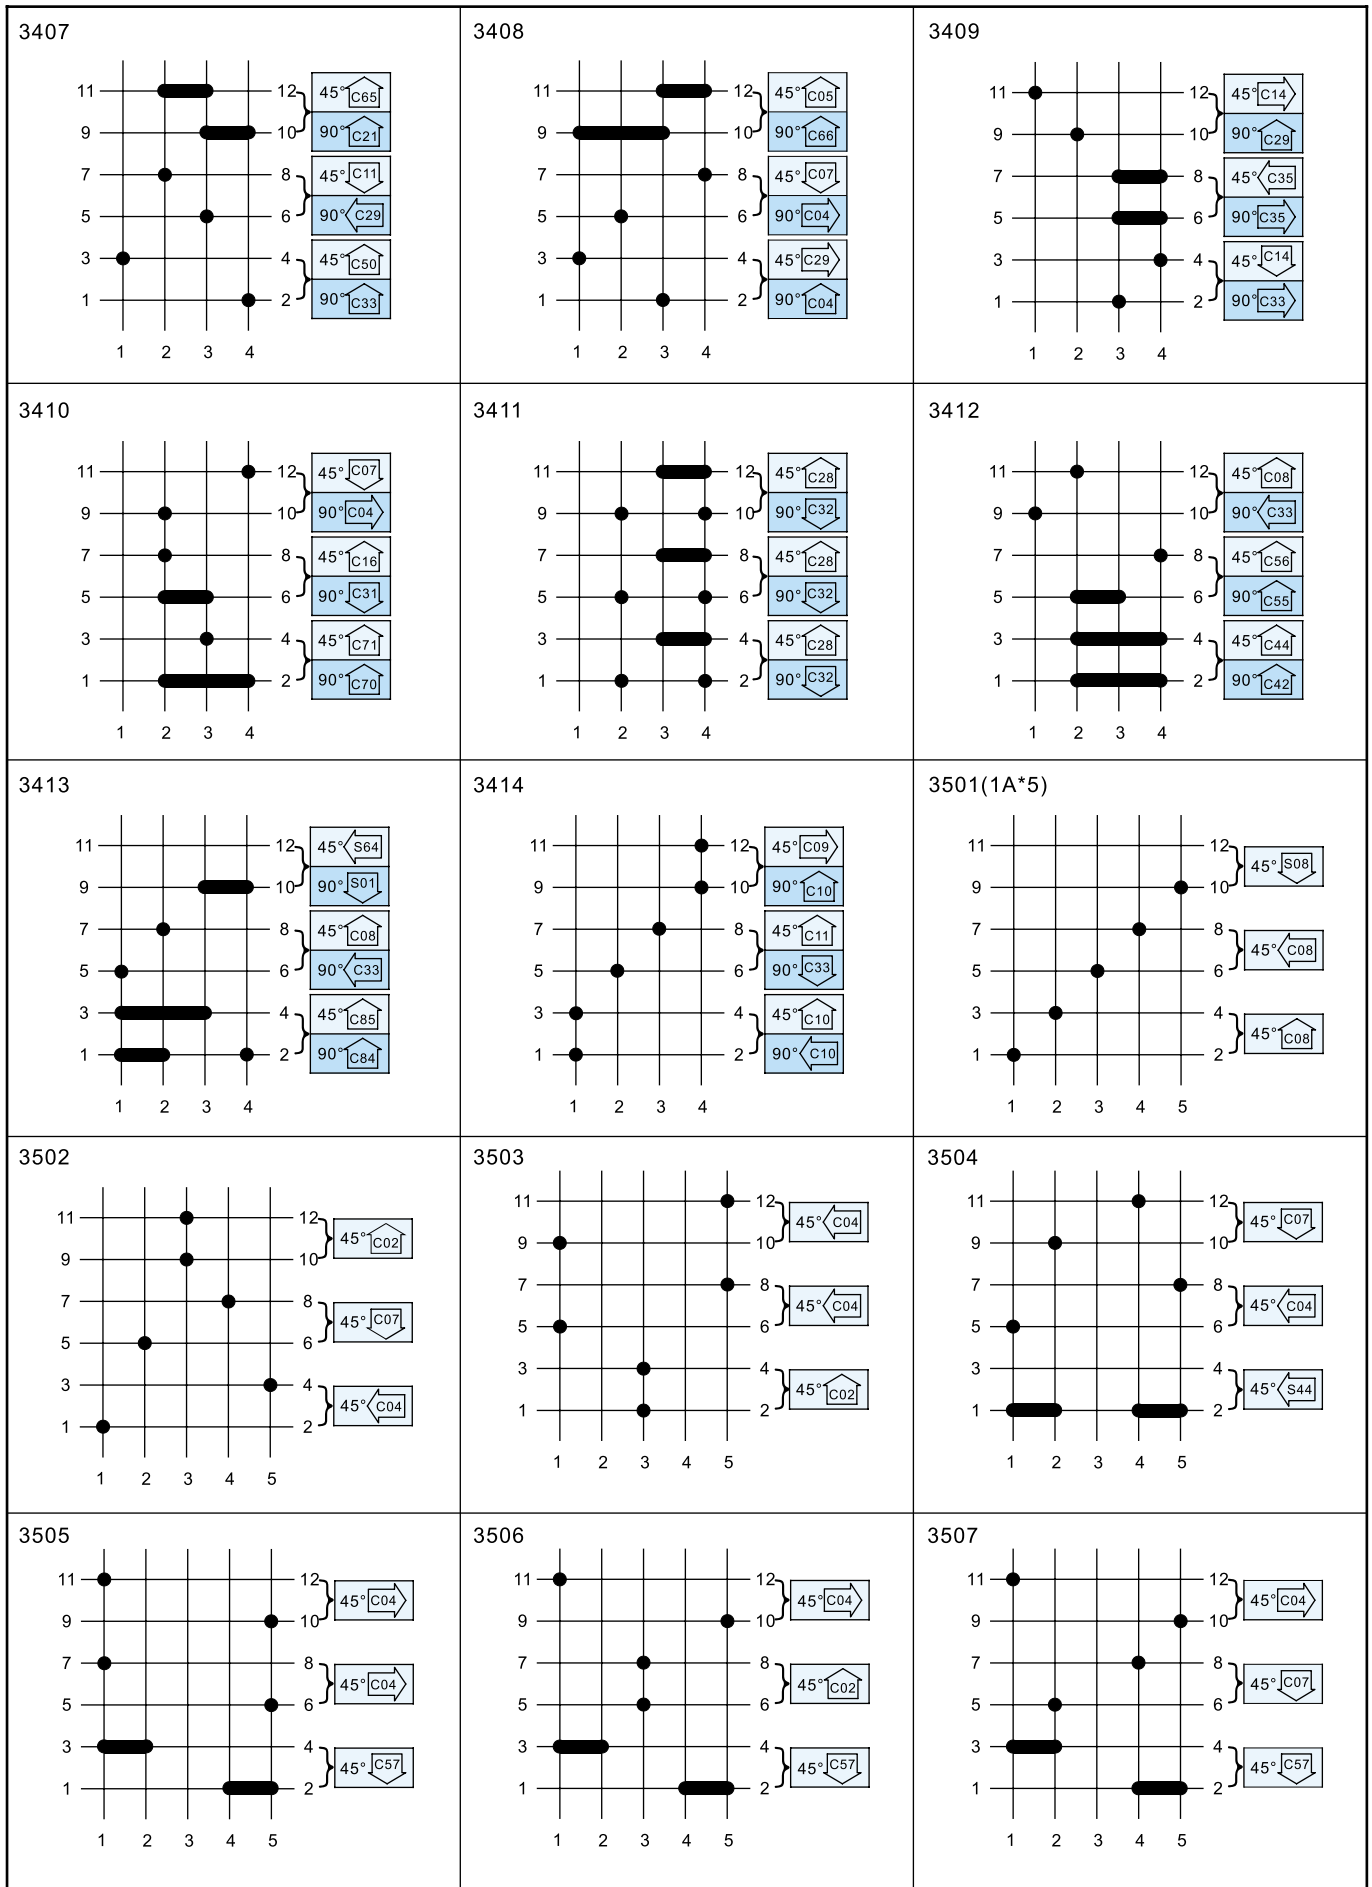 3407
11 12 45° C65
9 10 90° C21
7 8 45° C11
5 6 90° C29
3 4 45° C50
1 2 90° C33
1 2 3 4
3408
11 12 45° C05
9 10 90° C66
7 8 45° C07
5 6 90° C04
3 4 45° C29
1 2 90° C04
1 2 3 4
3409
11 12 45° C14
9 10 90° C29
7 8 45° C35
5 6 90° C35
3 4 45° C14
1 2 90° C33
1 2 3 4
3410
11 12 45° C07
9 10 90° C04
7 8 45° C16
5 6 90° C31
3 4 45° C71
1 2 90° C70
1 2 3 4
3411
11 12 45° C28
9 10 90° C32
7 8 45° C28
5 6 90° C32
3 4 45° C28
1 2 90° C32
1 2 3 4
3412
11 12 45° C08
9 10 90° C33
7 8 45° C56
5 6 90° C55
3 4 45° C44
1 2 90° C42
1 2 3 4
3413
11 12 45° S64
9 10 90° S01
7 8 45° C08
5 6 90° C33
3 4 45° C85
1 2 90° C84
1 2 3 4
3414
11 12 45° C09
9 10 90° C10
7 8 45° C11
5 6 90° C33
3 4 45° C10
1 2 90° C10
1 2 3 4
3501(1A*5)
11 12
45° S08
9 10
7 8
45° C08
5 6
3 4
45° C08
1 2
1 2 3 4 5
3502
11 12
45° C02
9 10
7 8
45° C07
5 6
3 4
45° C04
1 2
1 2 3 4 5
3503
11 12
45° C04
9 10
7 8
45° C04
5 6
3 4
45° C02
1 2
1 2 3 4 5
3504
11 12
45° C07
9 10
7 8
45° C04
5 6
3 4
45° S44
1 2
1 2 3 4 5
3505
11 12
45° C04
9 10
7 8
45° C04
5 6
3 4
45° C57
1 2
1 2 3 4 5
3506
11 12
45° C04
9 10
7 8
45° C02
5 6
3 4
45° C57
1 2
1 2 3 4 5
3507
11 12
45° C04
9 10
7 8
45° C07
5 6
3 4
45° C57
1 2
1 2 3 4 5